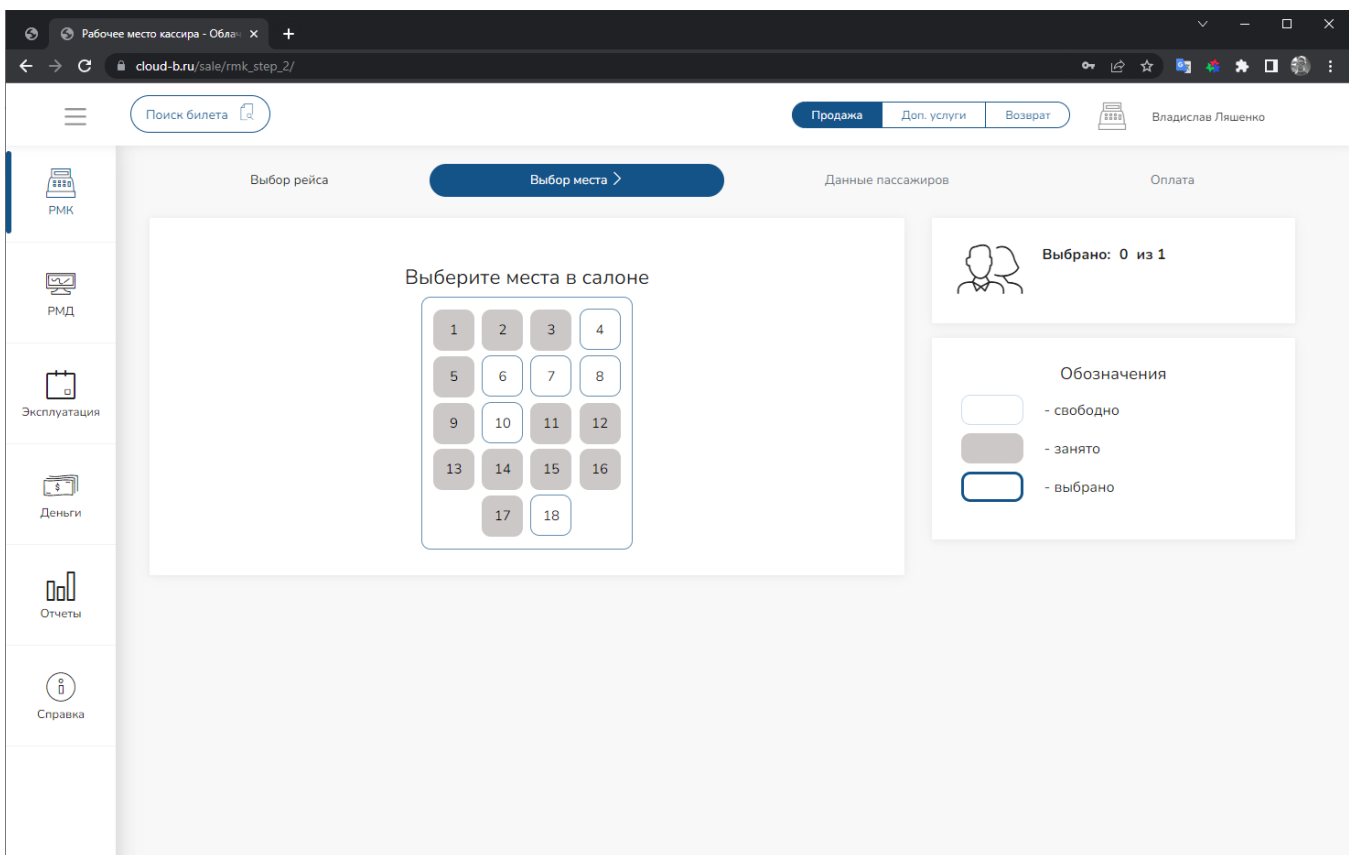 Рабочее место кассира - Облач
cloud-b.ru/sale/rmk_step_2/
Поиск билета
Продажа Доп. услуги Возврат
Владислав Ляшенко
РМК
РМД
Эксплуатация
Деньги
Отчеты
Справка
Выбор рейса Выбор места Данные пассажиров Оплата
Выберите места в салоне
1 2 3 4
5 6 7 8
9 10 11 12
13 14 15 16
17 18
Выбрано: 0 из 1
Обозначения
- свободно
- занято
- выбрано